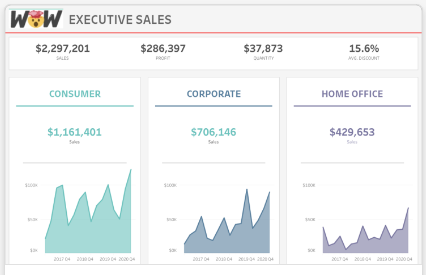 WOW EXECUTIVE SALES
$2,297,201 $286,397 $37,873 15.6%
SALES PROFIT QUANTITY AVG. DISCOUNT
CONSUMER CORPORATE HOME OFFICE
$1,161,401 $706,146 $429,653
Sales Sales Sales
$100K $100K $100K
$50K $50K $50K
$0K $0K $0K
2017 Q4 2018 Q4 2019 Q4 2020 Q4 2017 Q4 2018 Q4 2019 Q4 2020 Q4 2017 Q4 2018 Q4 2019 Q4 2020 Q4